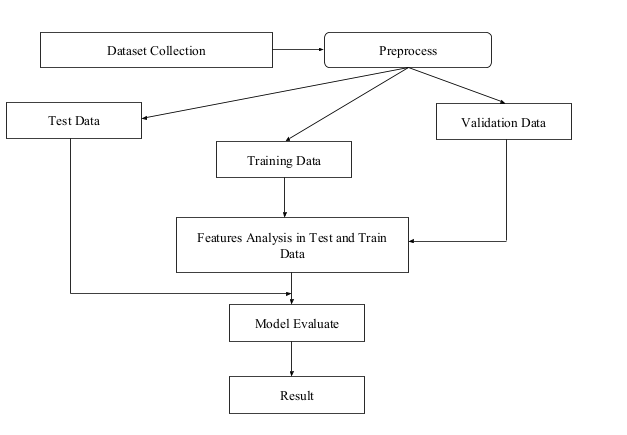 Dataset Collection
Preprocess
Test Data
Validation Data
Training Data
Features Analysis in Test and Train
Data
Model Evaluate
Result